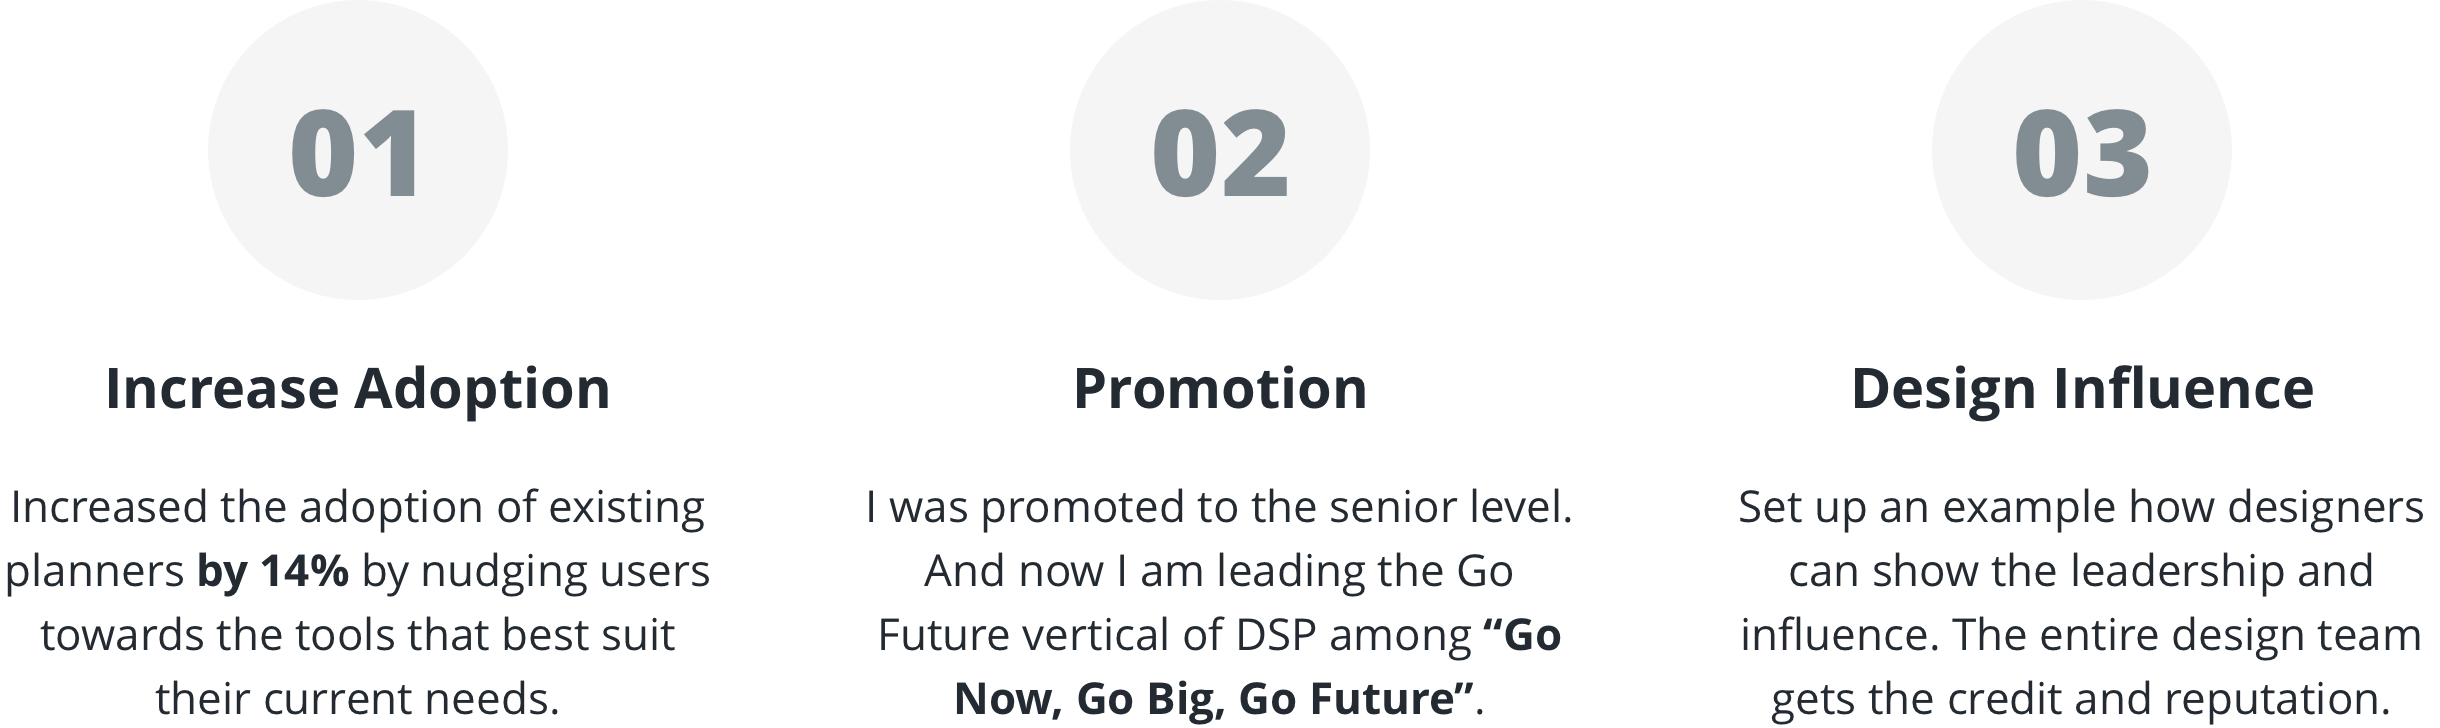 01
Increase Adoption
Increased the adoption of existing
planners by 14% by nudging users
towards the tools that best suit
their current needs.
02
Promotion
I was promoted to the senior level.
And now I am leading the Go
Future vertical of DSP among “Go
Now, Go Big, Go Future”.
03
Design Influence
Set up an example how designers
can show the leadership and
influence. The entire design team
gets the credit and reputation.